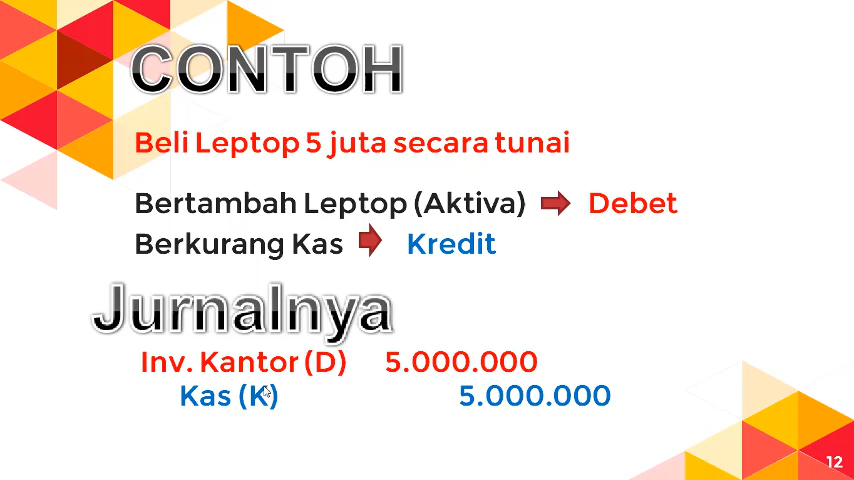 CONTOH
Beli Leptop 5 juta secara tunai
Bertambah Leptop (Aktiva) Debet
Berkurang Kas Kredit
Jurnalnya
Inv. Kantor (D) 5.000.000
Kas (K) 5.000.000
12